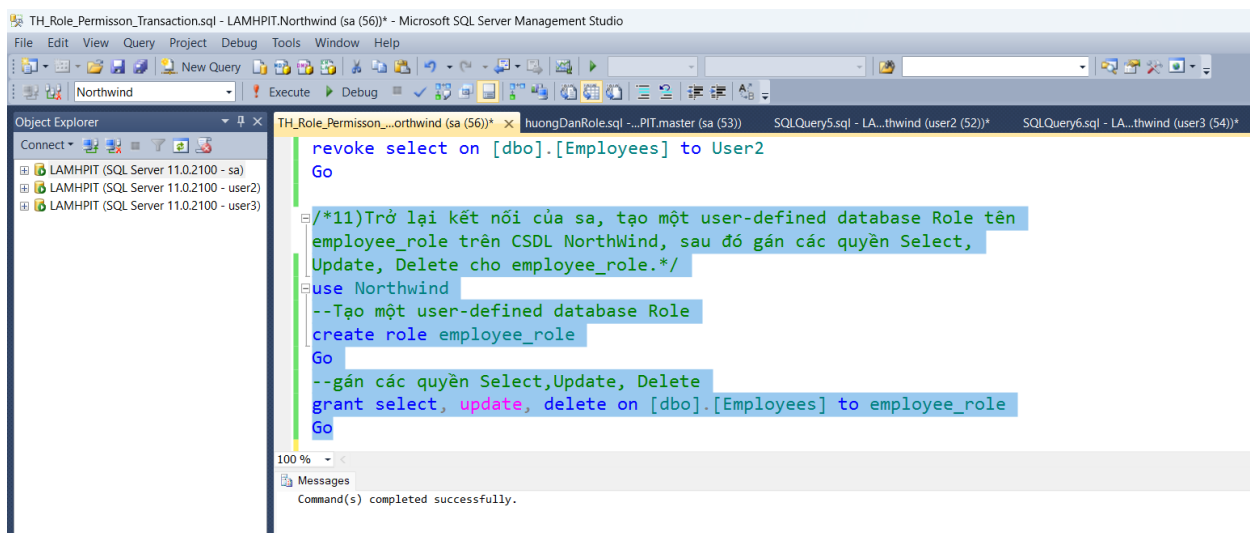 TH_Role_Permisson_Transaction.sql - LAMHPIT.Northwind (sa (56))* - Microsoft SQL Server Management Studio
File Edit View Query Project Debug Tools Window Help
New Query
Northwind
Execute Debug
Object Explorer
Connect
LAMHPIT (SQL Server 11.0.2100 - sa)
LAMHPIT (SQL Server 11.0.2100 - user2)
LAMHPIT (SQL Server 11.0.2100 - user3)
TH_Role_Permisson_...orthwind (sa (56))* huongDanRole.sql -...PIT.master (sa (53)) SQLQuery5.sql - LA...thwind (user2 (52))* SQLQuery6.sql - LA...thwind (user3 (54))*
revoke select on [dbo].[Employees] to User2
Go
/*11)Trở lại kết nối của sa, tạo một user-defined database Role tên
employee_role trên CSDL NorthWind, sau đó gán các quyền Select,
Update, Delete cho employee_role.*/
use Northwind
--Tạo một user-defined database Role
create role employee_role
Go
--gán các quyền Select,Update, Delete
grant select, update, delete on [dbo].[Employees] to employee_role
Go
100 %
Messages
Command(s) completed successfully.